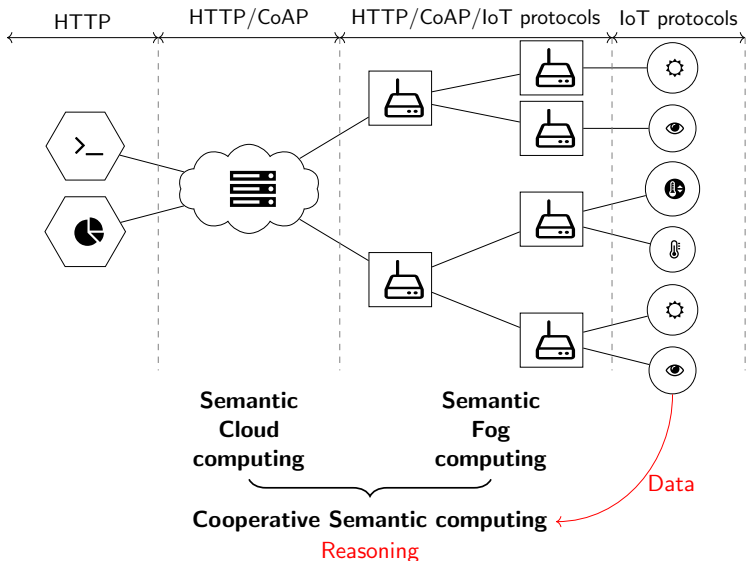 HTTP
HTTP/CoAP
HTTP/CoAP/IoT protocols
IoT protocols
Semantic
Cloud
computing
Semantic
Fog
computing
Data
Cooperative Semantic computing
Reasoning